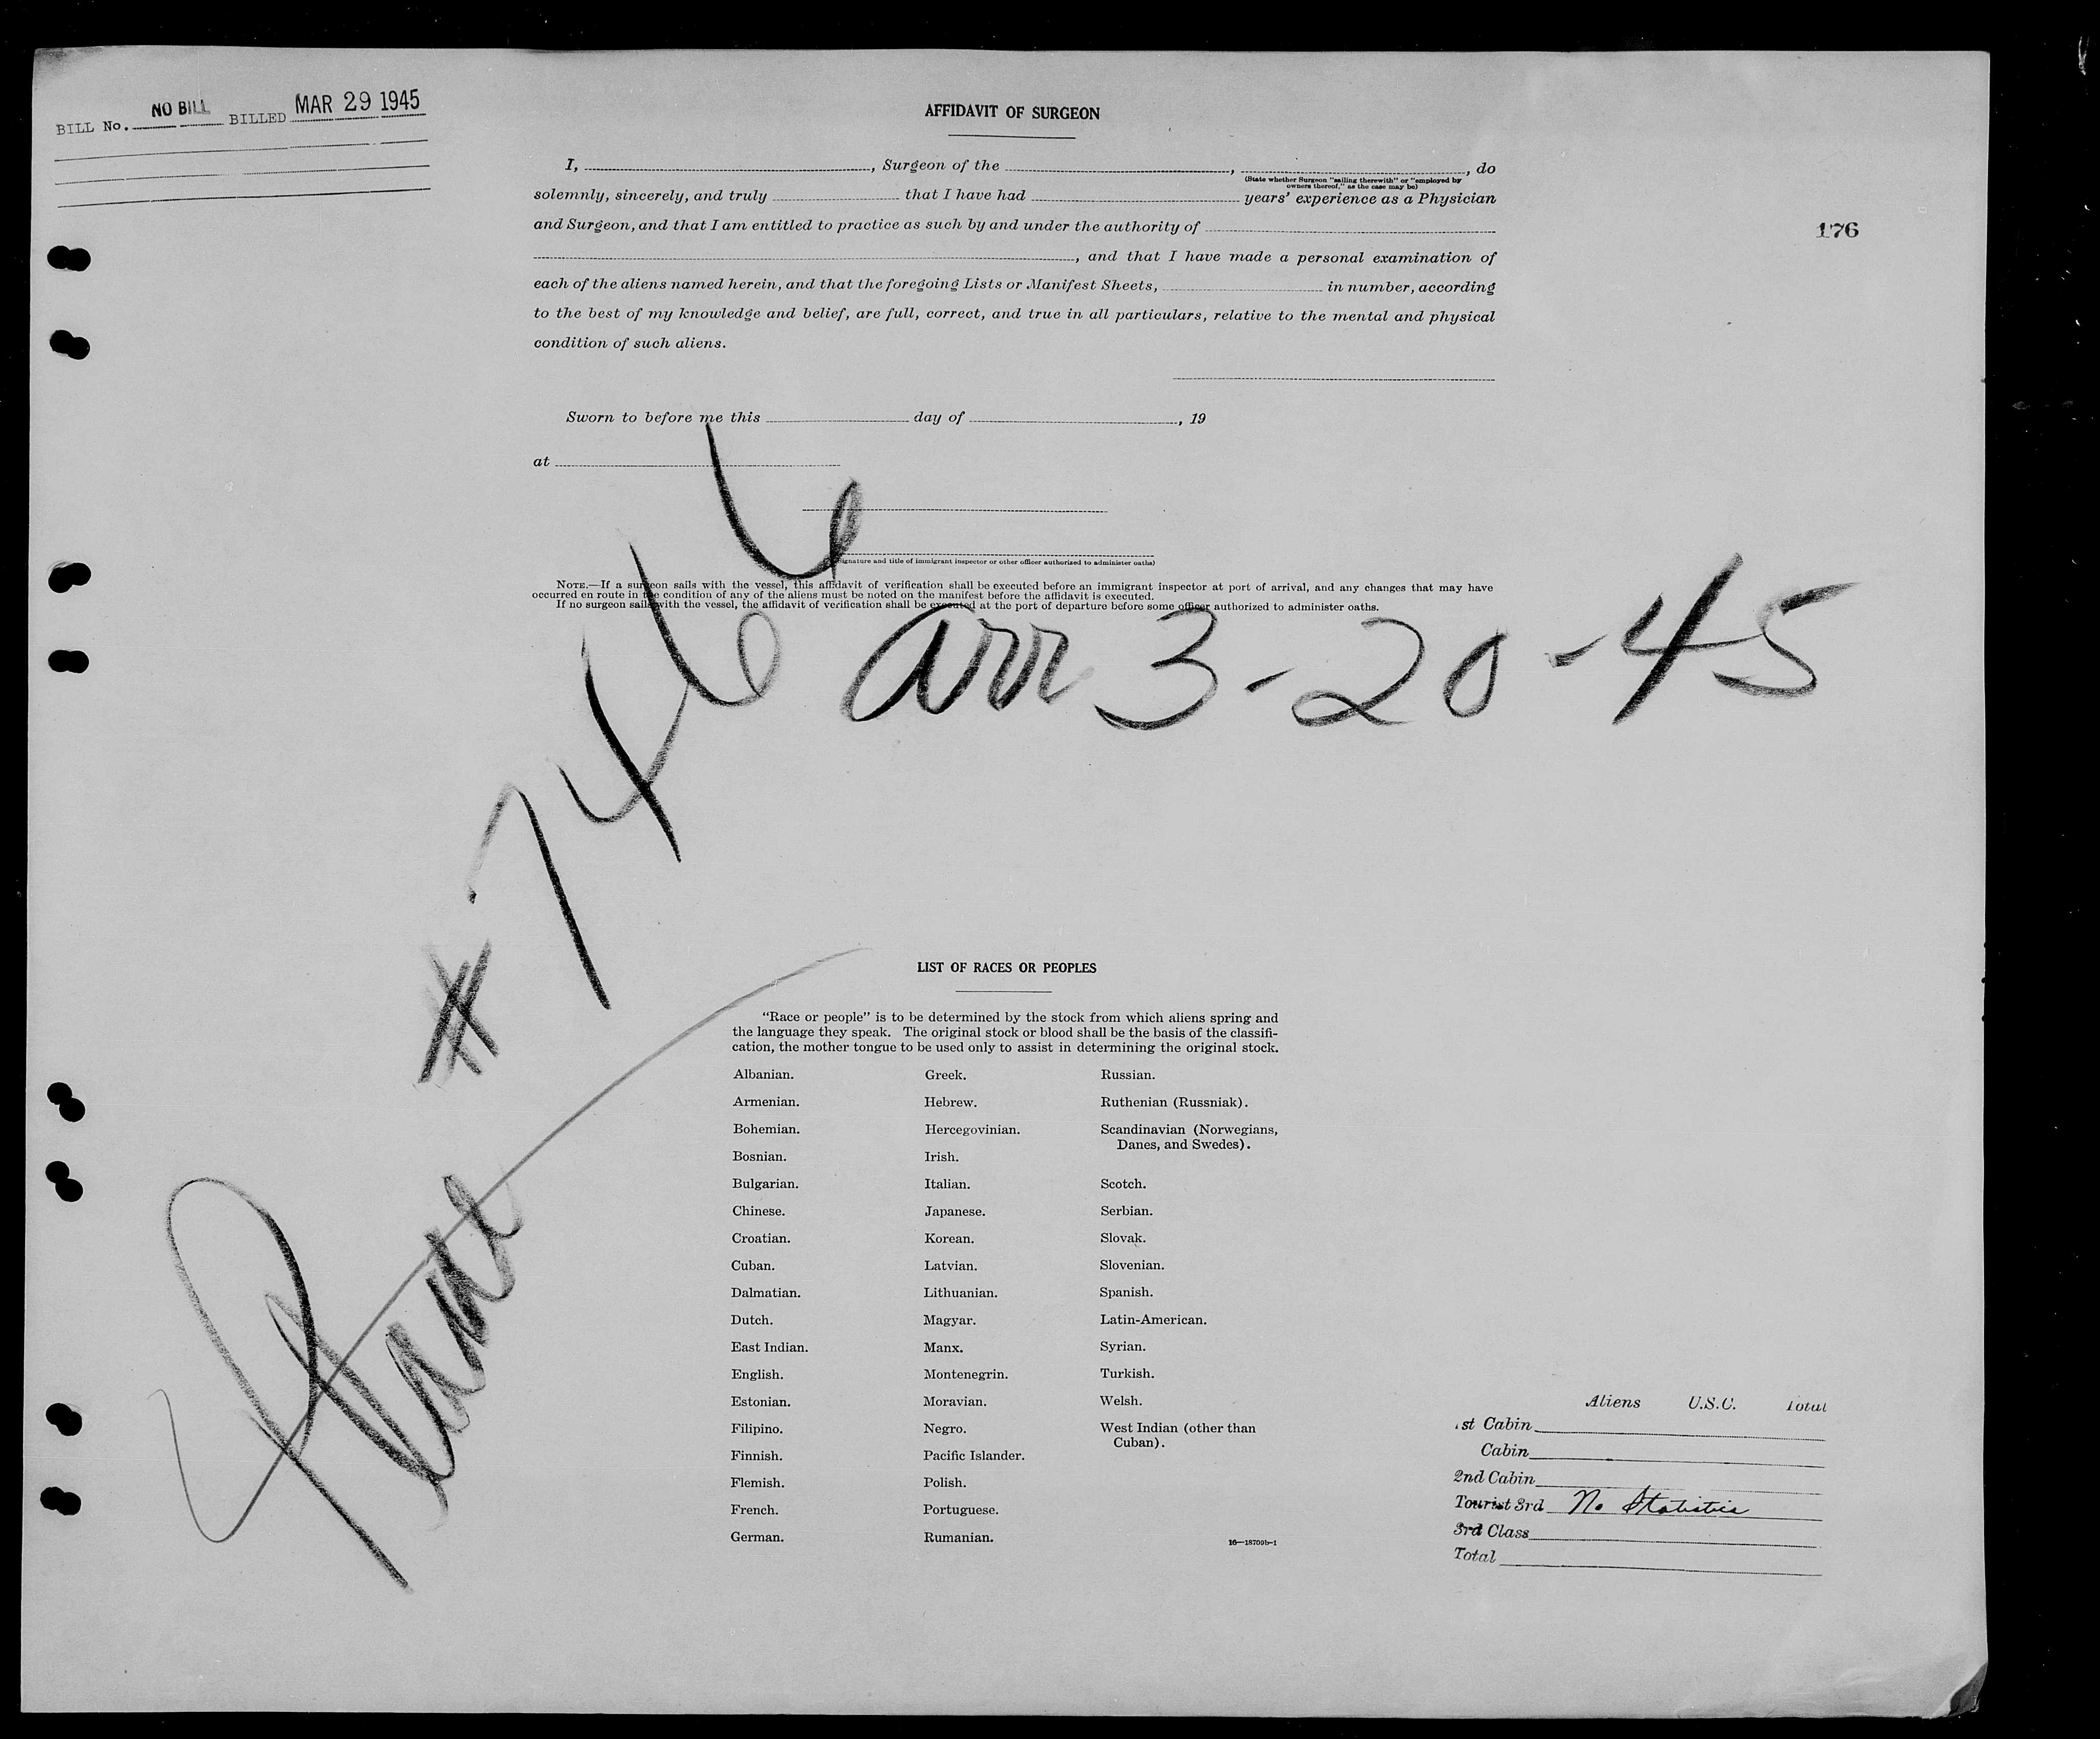 BILL No. NO BILL BILLED MAR 29 1945
AFFIDAVIT OF SURGEON
I, , Surgeon of the , , do
(State whether Surgeon "sailing therewith" or "employed by
owners thereof," as the case may be)
solemnly, sincerely, and truly that I have had years' experience as a Physician
and Surgeon, and that I am entitled to practice as such by and under the authority of
176
, and that I have made a personal examination of
each of the aliens named herein, and that the foregoing Lists or Manifest Sheets, in number, according
to the best of my knowledge and belief, are full, correct, and true in all particulars, relative to the mental and physical
condition of such aliens.
Sworn to before me this day of , 19
at
(Signature and title of immigrant inspector or other officer authorized to administer oaths)
NOTE.—If a surgeon sails with the vessel, this affidavit of verification shall be executed before an immigrant inspector at port of arrival, and any changes that may have
occurred en route in the condition of any of the aliens must be noted on the manifest before the affidavit is executed.
If no surgeon sails with the vessel, the affidavit of verification shall be executed at the port of departure before some officer authorized to administer oaths.
arr 3-20-45
Plane #7466
LIST OF RACES OR PEOPLES
"Race or people" is to be determined by the stock from which aliens spring and
the language they speak. The original stock or blood shall be the basis of the classifi-
cation, the mother tongue to be used only to assist in determining the original stock.
Albanian. Greek. Russian.
Armenian. Hebrew. Ruthenian (Russniak).
Bohemian. Hercegovinian. Scandinavian (Norwegians,
Danes, and Swedes).
Bosnian. Irish.
Bulgarian. Italian. Scotch.
Chinese. Japanese. Serbian.
Croatian. Korean. Slovak.
Cuban. Latvian. Slovenian.
Dalmatian. Lithuanian. Spanish.
Dutch. Magyar. Latin-American.
East Indian. Manx. Syrian.
English. Montenegrin. Turkish.
Estonian. Moravian. Welsh.
Filipino. Negro. West Indian (other than
Cuban).
Finnish. Pacific Islander.
Flemish. Polish.
French. Portuguese.
German. Rumanian.
16—18709b-1
Aliens U.S.C. Total
1st Cabin
Cabin
2nd Cabin
Tourist 3rd No Statistics
3rd Class
Total